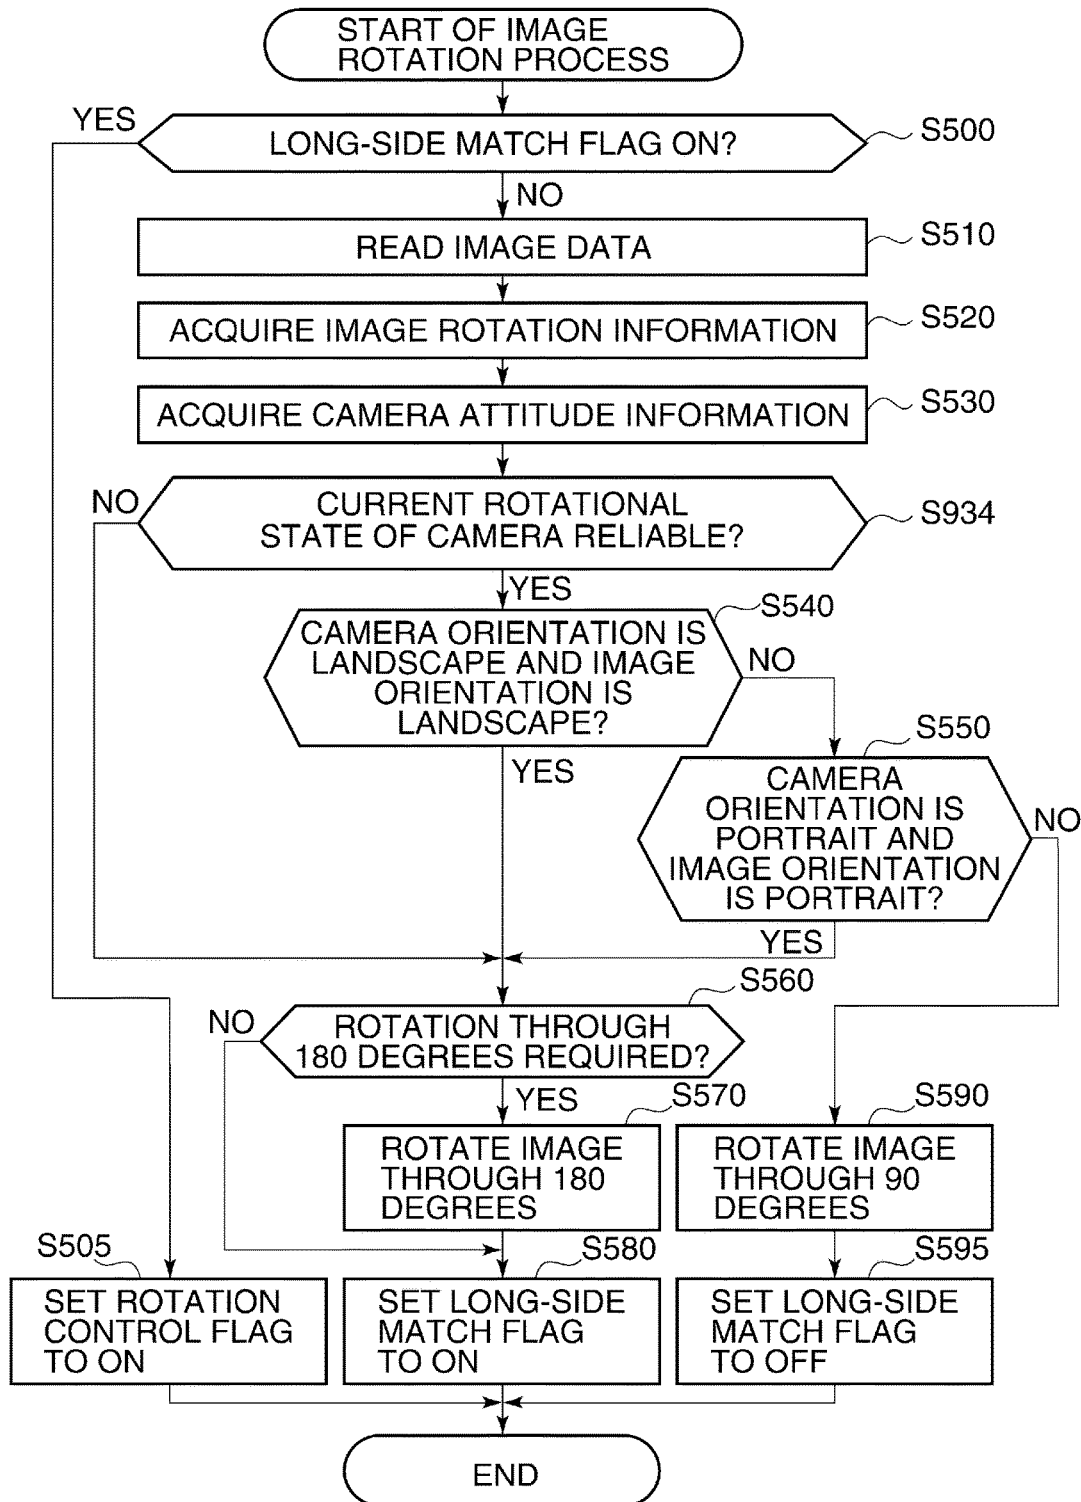 START OF IMAGE
ROTATION PROCESS
YES
LONG-SIDE MATCH FLAG ON?
S500
NO
READ IMAGE DATA
S510
ACQUIRE IMAGE ROTATION INFORMATION
S520
ACQUIRE CAMERA ATTITUDE INFORMATION
S530
NO
CURRENT ROTATIONAL
STATE OF CAMERA RELIABLE?
S934
YES
S540
CAMERA ORIENTATION IS
LANDSCAPE AND IMAGE
ORIENTATION IS
LANDSCAPE?
NO
YES
S550
CAMERA
ORIENTATION IS
PORTRAIT AND
IMAGE ORIENTATION
IS PORTRAIT?
NO
YES
S560
NO
ROTATION THROUGH
180 DEGREES REQUIRED?
YES
S570
ROTATE IMAGE
THROUGH 180
DEGREES
S590
ROTATE IMAGE
THROUGH 90
DEGREES
S505
SET ROTATION
CONTROL FLAG
TO ON
S580
SET LONG-SIDE
MATCH FLAG
TO ON
S595
SET LONG-SIDE
MATCH FLAG
TO OFF
END